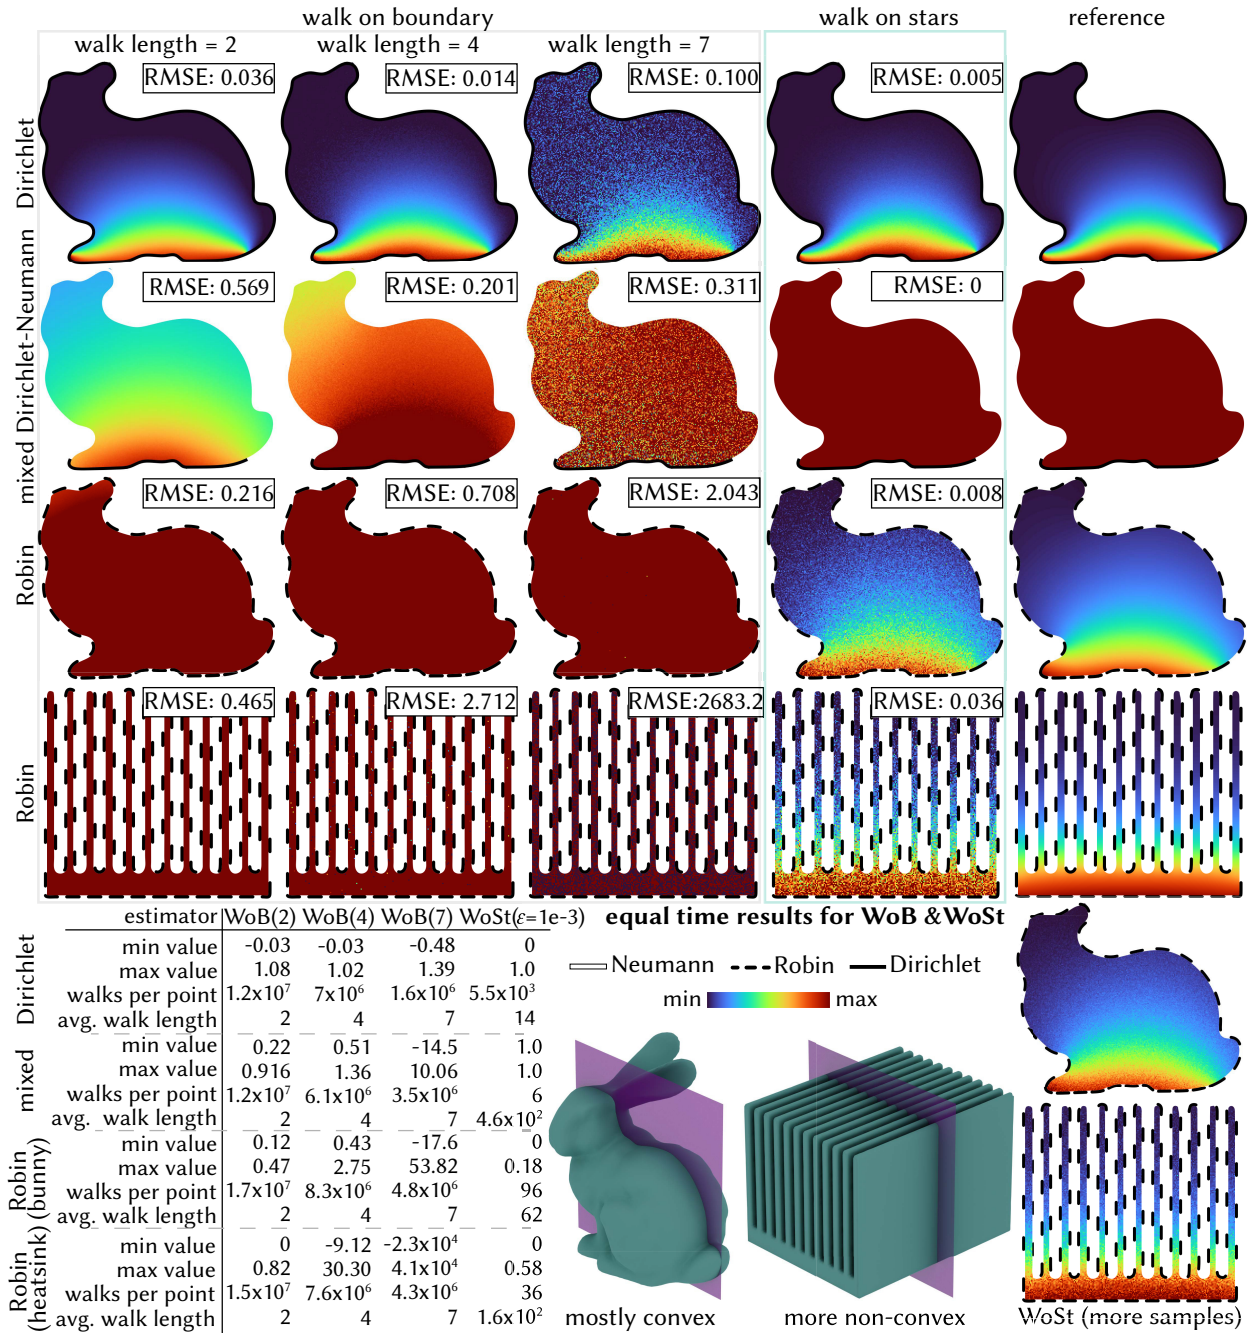 walk on boundary
walk on stars
reference
walk length = 2
walk length = 4
walk length = 7
Dirichlet
RMSE: 0.036
RMSE: 0.014
RMSE: 0.100
RMSE: 0.005
mixed Dirichlet-Neumann
RMSE: 0.569
RMSE: 0.201
RMSE: 0.311
RMSE: 0
Robin
RMSE: 0.216
RMSE: 0.708
RMSE: 2.043
RMSE: 0.008
Robin
RMSE: 0.465
RMSE: 2.712
RMSE:2683.2
RMSE: 0.036
estimator WoB(2) WoB(4) WoB(7) WoSt(ε=1e-3)
Dirichlet
min value -0.03 -0.03 -0.48 0
max value 1.08 1.02 1.39 1.0
walks per point 1.2x10⁷ 7x10⁶ 1.6x10⁶ 5.5x10³
avg. walk length 2 4 7 14
mixed
min value 0.22 0.51 -14.5 1.0
max value 0.916 1.36 10.06 1.0
walks per point 1.2x10⁷ 6.1x10⁶ 3.5x10⁶ 6
avg. walk length 2 4 7 4.6x10²
Robin
(bunny)
min value 0.12 0.43 -17.6 0
max value 0.47 2.75 53.82 0.18
walks per point 1.7x10⁷ 8.3x10⁶ 4.8x10⁶ 96
avg. walk length 2 4 7 62
Robin
(heatsink)
min value 0 -9.12 -2.3x10⁴ 0
max value 0.82 30.30 4.1x10⁴ 0.58
walks per point 1.5x10⁷ 7.6x10⁶ 4.3x10⁶ 36
avg. walk length 2 4 7 1.6x10²
equal time results for WoB &WoSt
Neumann Robin Dirichlet
min max
mostly convex
more non-convex
WoSt (more samples)